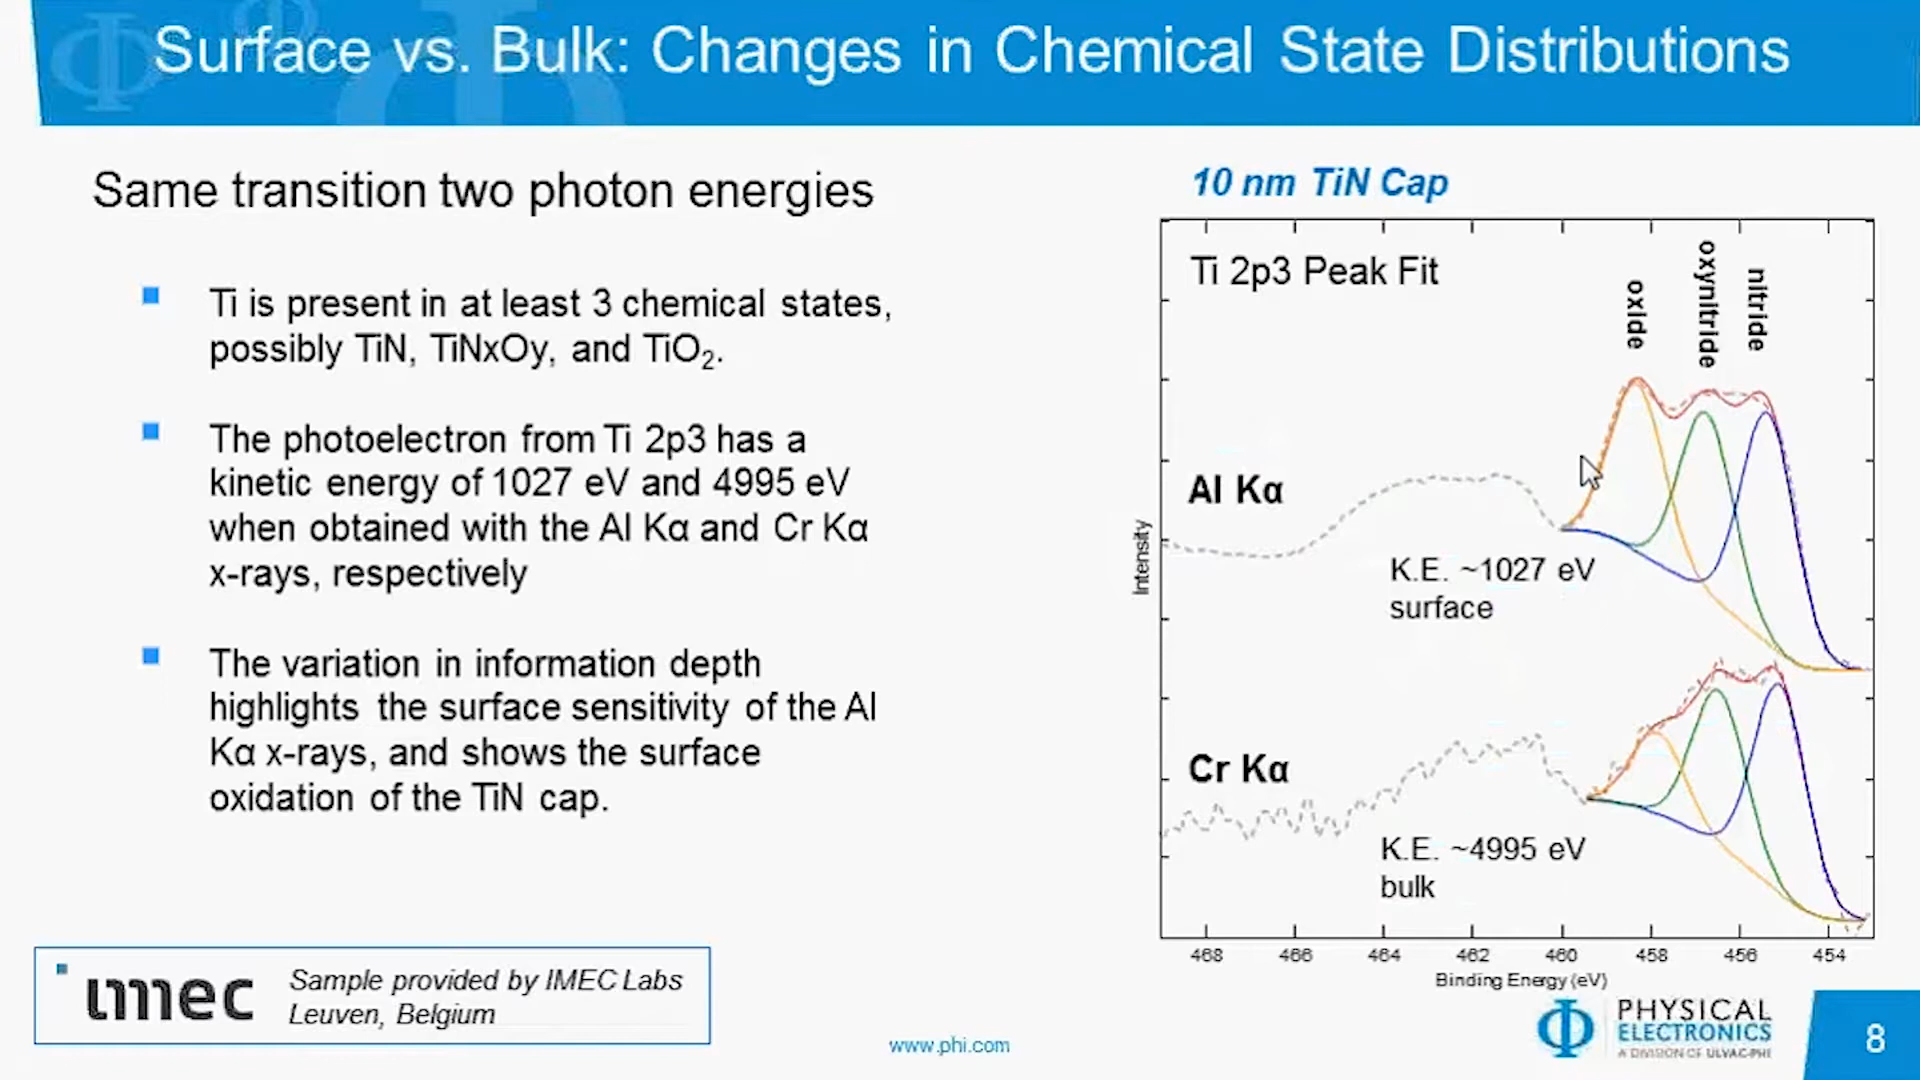 Surface vs. Bulk: Changes in Chemical State Distributions
Same transition two photon energies
Ti is present in at least 3 chemical states,
possibly TiN, TiNxOy, and TiO₂.
The photoelectron from Ti 2p3 has a
kinetic energy of 1027 eV and 4995 eV
when obtained with the Al Kα and Cr Kα
x-rays, respectively
The variation in information depth
highlights the surface sensitivity of the Al
Kα x-rays, and shows the surface
oxidation of the TiN cap.
10 nm TiN Cap
Ti 2p3 Peak Fit
oxide
oxynitride
nitride
Al Kα
K.E. ~1027 eV
surface
Cr Kα
K.E. ~4995 eV
bulk
Intensity
468 466 464 462 460 458 456 454
Binding Energy (eV)
imec
Sample provided by IMEC Labs
Leuven, Belgium
www.phi.com
PHYSICAL
ELECTRONICS
A DIVISION OF ULVAC-PHI
8